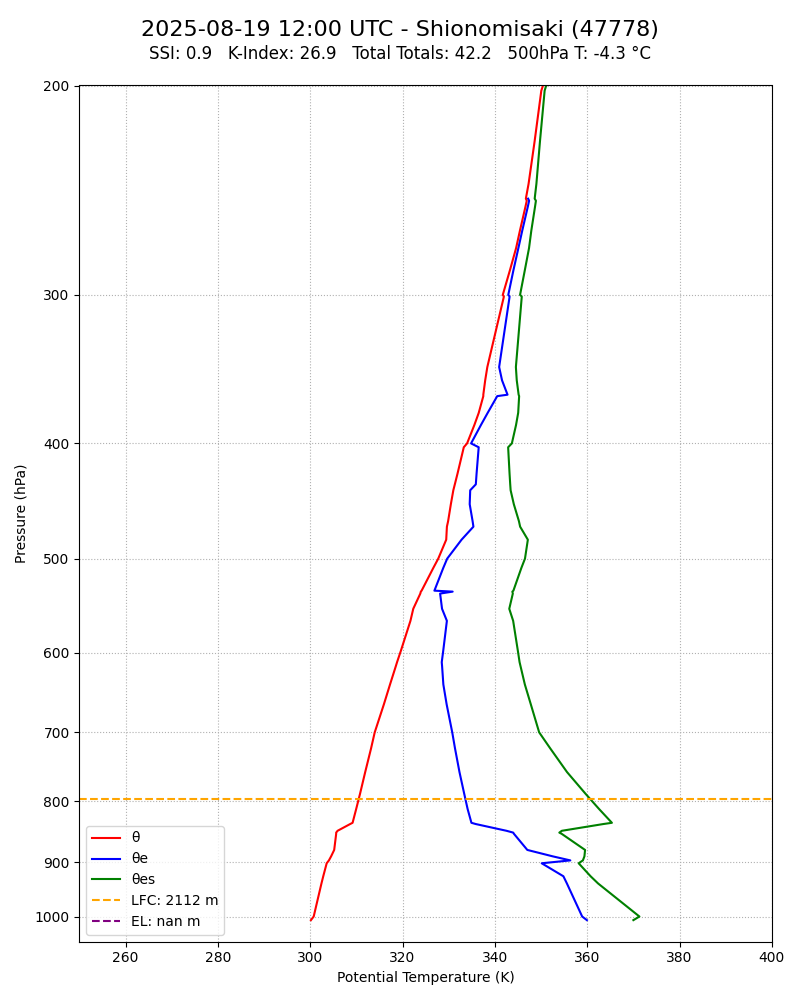 2025-08-19 12:00 UTC - Shionomisaki (47778)
SSI: 0.9   K-Index: 26.9   Total Totals: 42.2   500hPa T: -4.3 °C
200
300
400
500
600
700
800
900
1000
Pressure (hPa)
θ
θe
θes
LFC: 2112 m
EL: nan m
260 280 300 320 340 360 380 400
Potential Temperature (K)